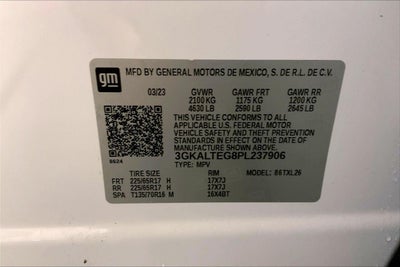 gm
MFD BY GENERAL MOTORS DE MEXICO, S. DE R.L. DE C.V.
03/23 GVWR GAWR FRT GAWR RR
2100 KG 1175 KG 1200 KG
4630 LB 2590 LB 2645 LB
THIS VEHICLE CONFORMS TO ALL APPLICABLE
U.S. FEDERAL MOTOR
VEHICLE SAFETY AND THEFT
PREVENTION STANDARDS IN
EFFECT ON THE DATE OF
MANUFACTURE SHOWN ABOVE.
3GKALTEG8PL237906
TYPE: MPV
TIRE SIZE SPEED RTG RIM MODEL: 86TXL26
FRT 225/65R17 H 17X7J
RR 225/65R17 H 17X7J
SPA T135/70R16 M 16X4BT